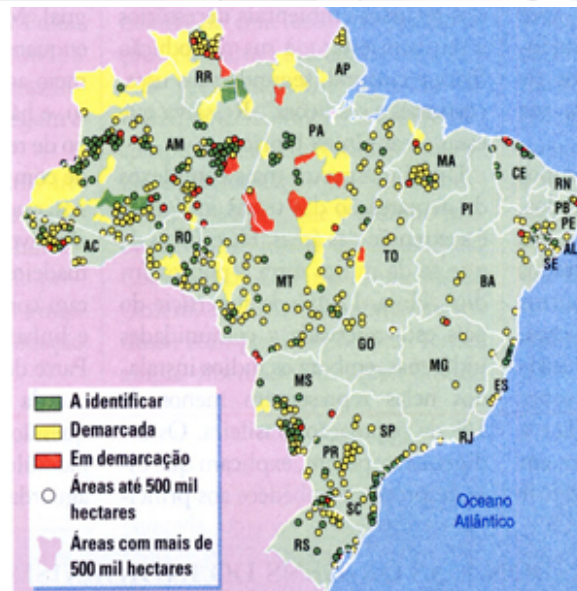 RR
AP
AM
PA
MA
CE
RN
PB
PE
AL
SE
PI
AC
RO
TO
MT
BA
GO
MG
ES
MS
SP
RJ
PR
SC
RS
A identificar
Demarcada
Em demarcação
Áreas até 500 mil
hectares
Áreas com mais de
500 mil hectares
Oceano
Atlântico